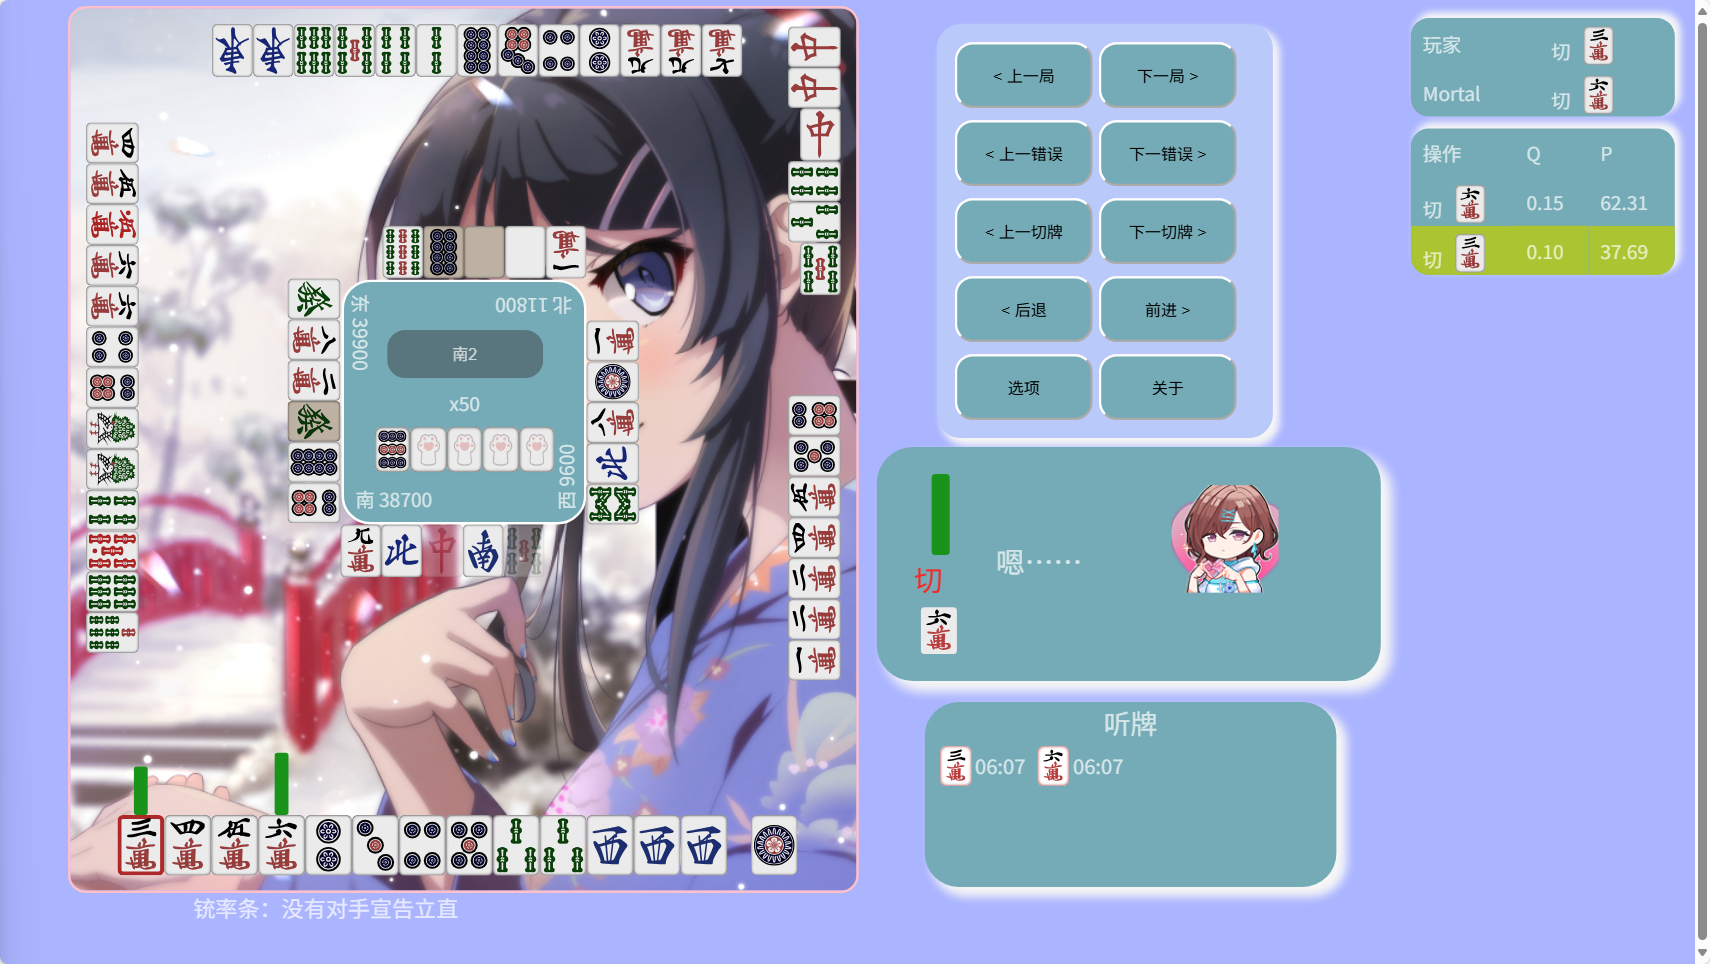 东 39900
北 11800
南2
x50
南 38700
西 9600
铳率条：没有对手宣告立直
< 上一局
下一局 >
< 上一错误
下一错误 >
< 上一切牌
下一切牌 >
< 后退
前进 >
选项
关于
切
嗯……
听牌
06:07
06:07
玩家 切
Mortal 切
操作 Q P
切 0.15 62.31
切 0.10 37.69